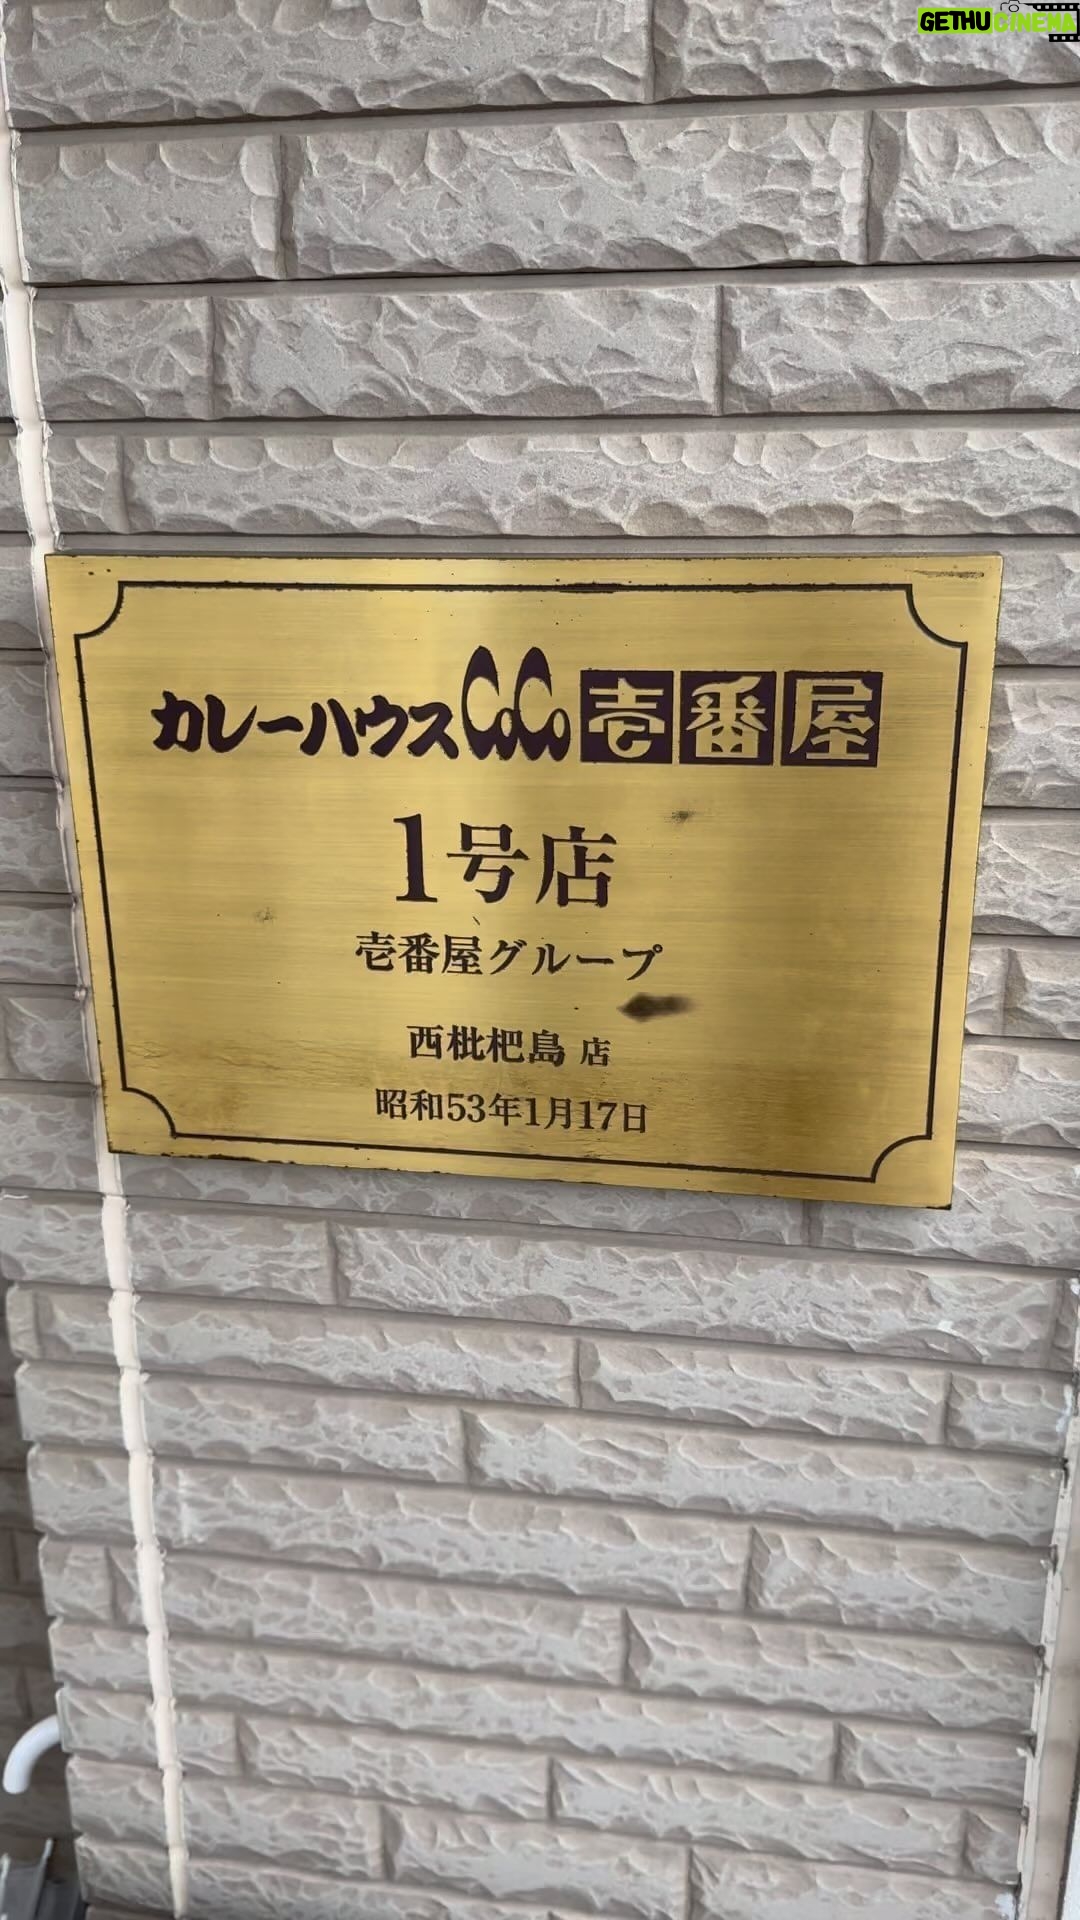 GETHUCINEMA
カレーハウスCoCo壱番屋
1号店
壱番屋グループ
西枇杷島 店
昭和53年1月17日